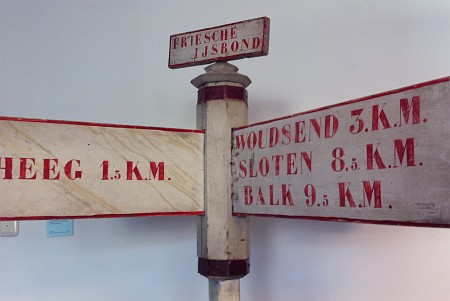 FRIESCHE
IJSBOND
HEEG 1.5 K.M.
WOUDSEND 3. K.M.
SLOTEN 8.5 K.M.
BALK 9.5 K.M.